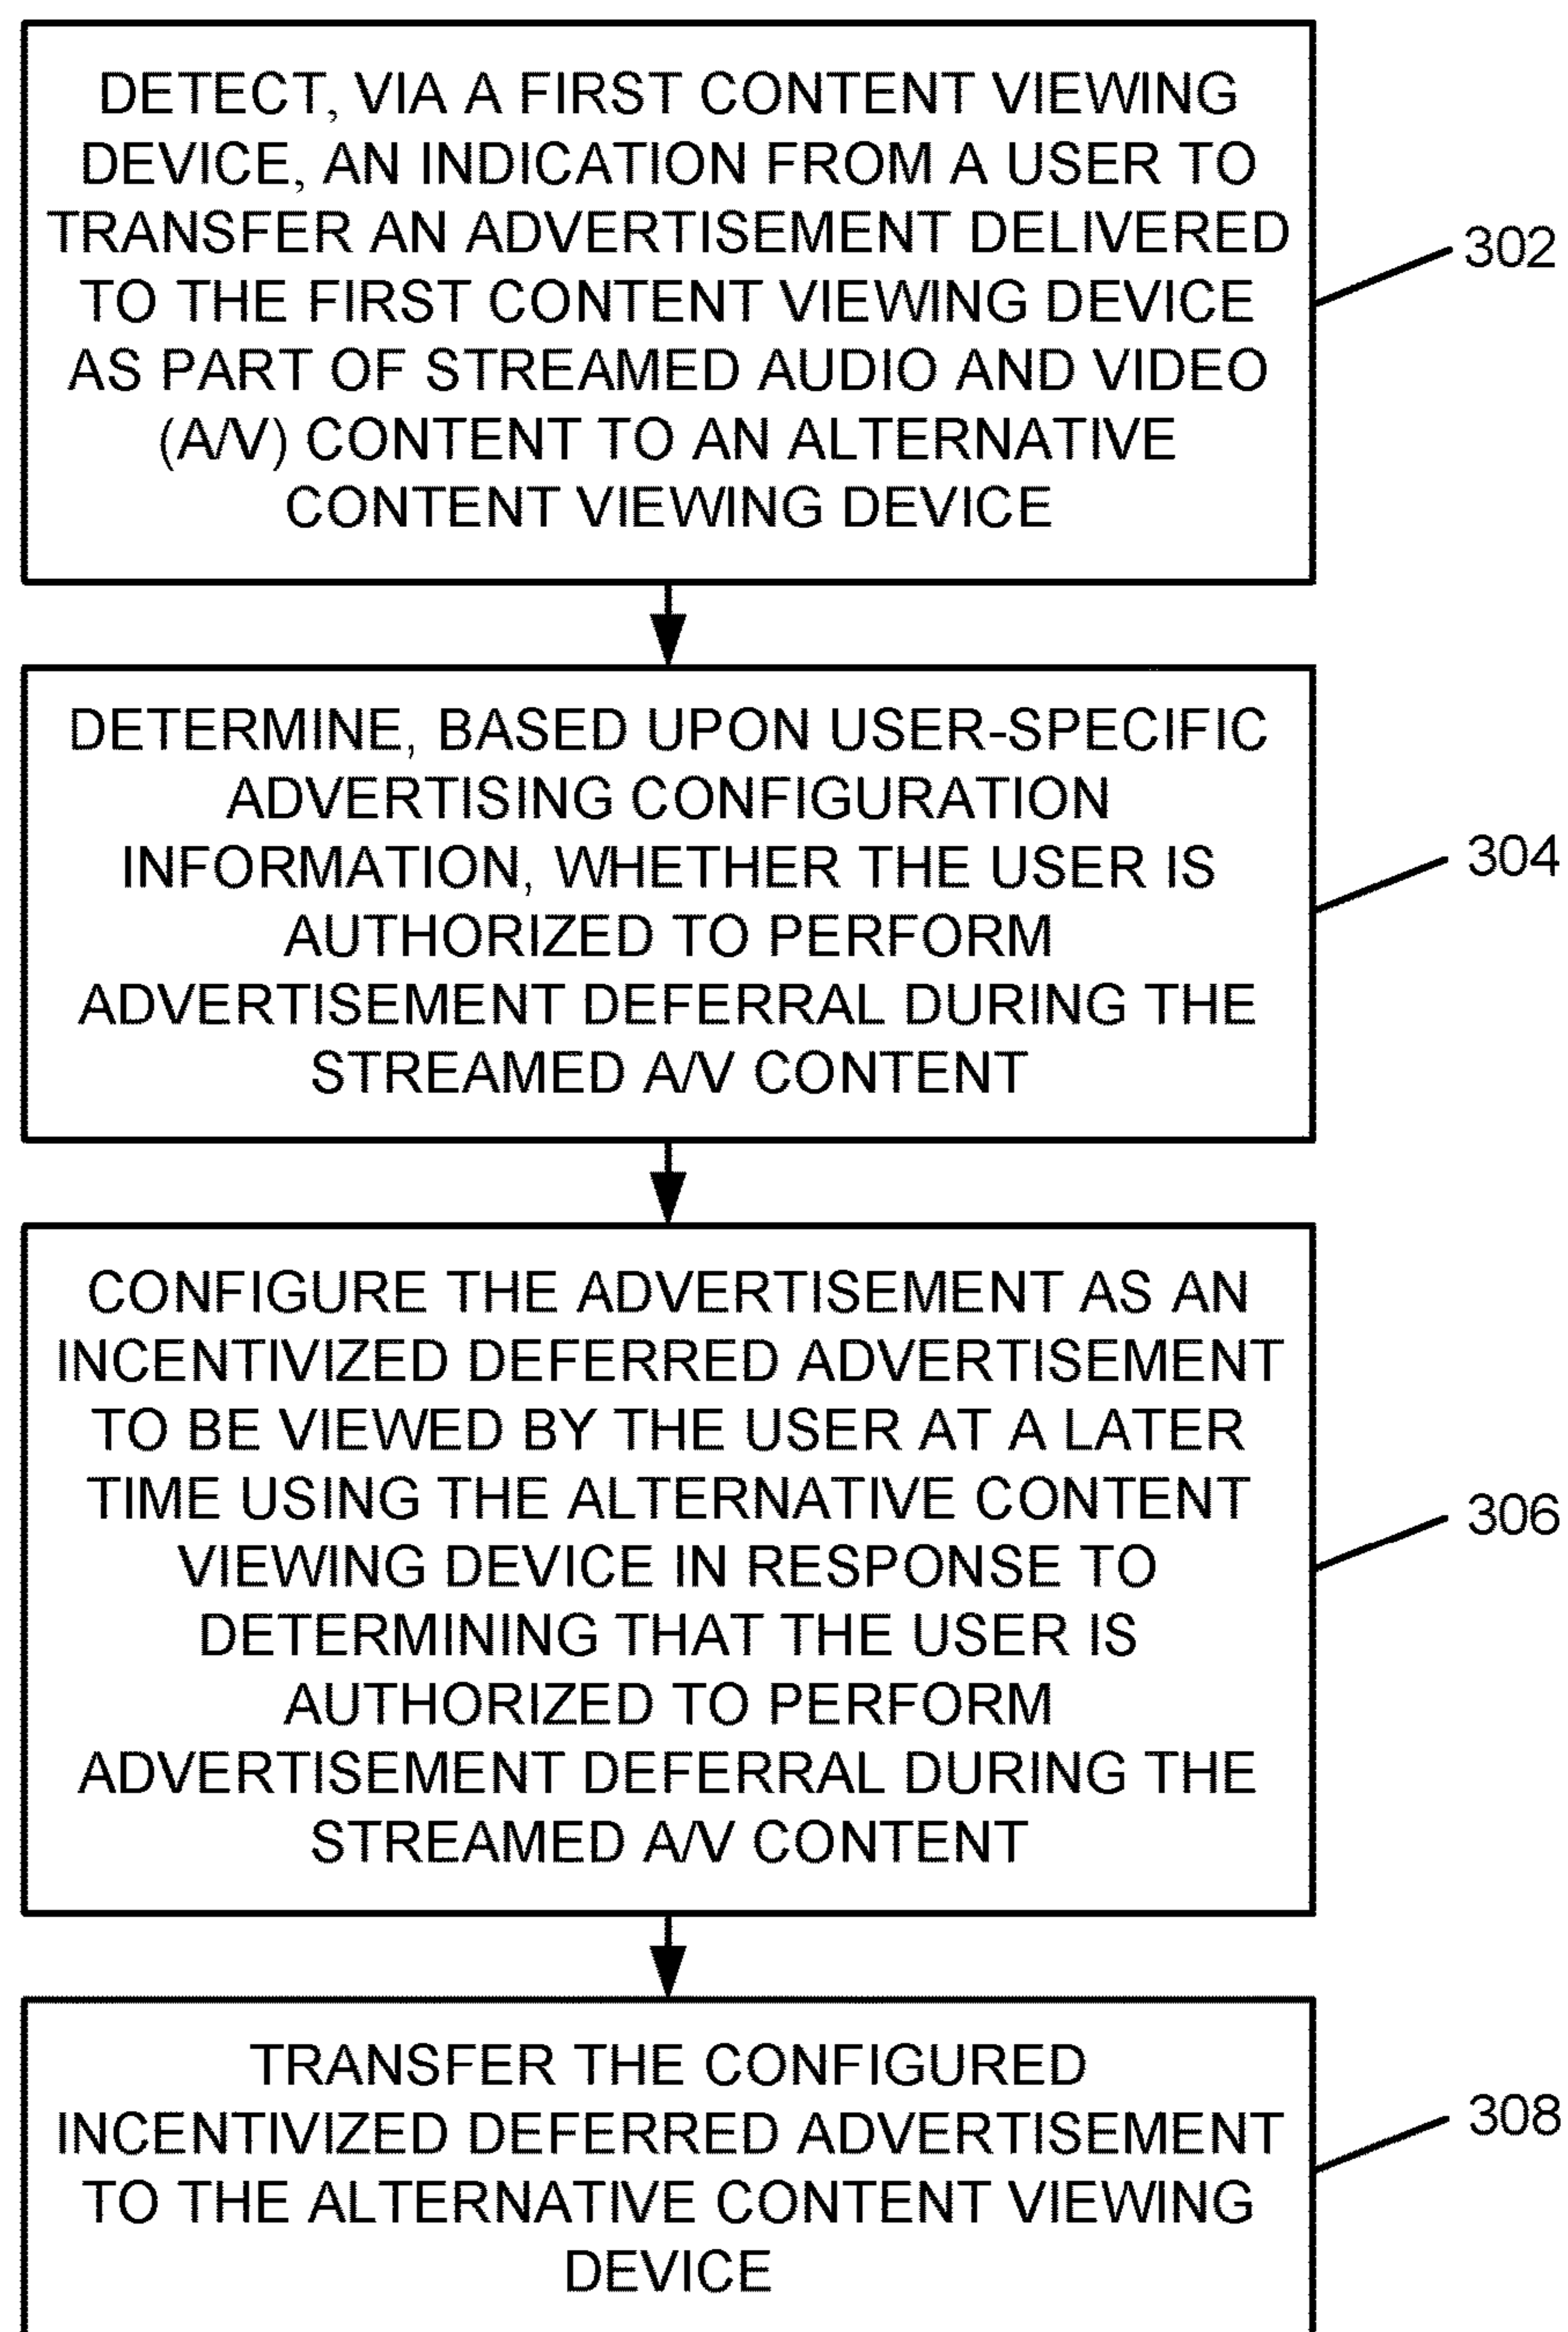 DETECT, VIA A FIRST CONTENT VIEWING
DEVICE, AN INDICATION FROM A USER TO
TRANSFER AN ADVERTISEMENT DELIVERED
TO THE FIRST CONTENT VIEWING DEVICE
AS PART OF STREAMED AUDIO AND VIDEO
(A/V) CONTENT TO AN ALTERNATIVE
CONTENT VIEWING DEVICE
302
DETERMINE, BASED UPON USER-SPECIFIC
ADVERTISING CONFIGURATION
INFORMATION, WHETHER THE USER IS
AUTHORIZED TO PERFORM
ADVERTISEMENT DEFERRAL DURING THE
STREAMED A/V CONTENT
304
CONFIGURE THE ADVERTISEMENT AS AN
INCENTIVIZED DEFERRED ADVERTISEMENT
TO BE VIEWED BY THE USER AT A LATER
TIME USING THE ALTERNATIVE CONTENT
VIEWING DEVICE IN RESPONSE TO
DETERMINING THAT THE USER IS
AUTHORIZED TO PERFORM
ADVERTISEMENT DEFERRAL DURING THE
STREAMED A/V CONTENT
306
TRANSFER THE CONFIGURED
INCENTIVIZED DEFERRED ADVERTISEMENT
TO THE ALTERNATIVE CONTENT VIEWING
DEVICE
308